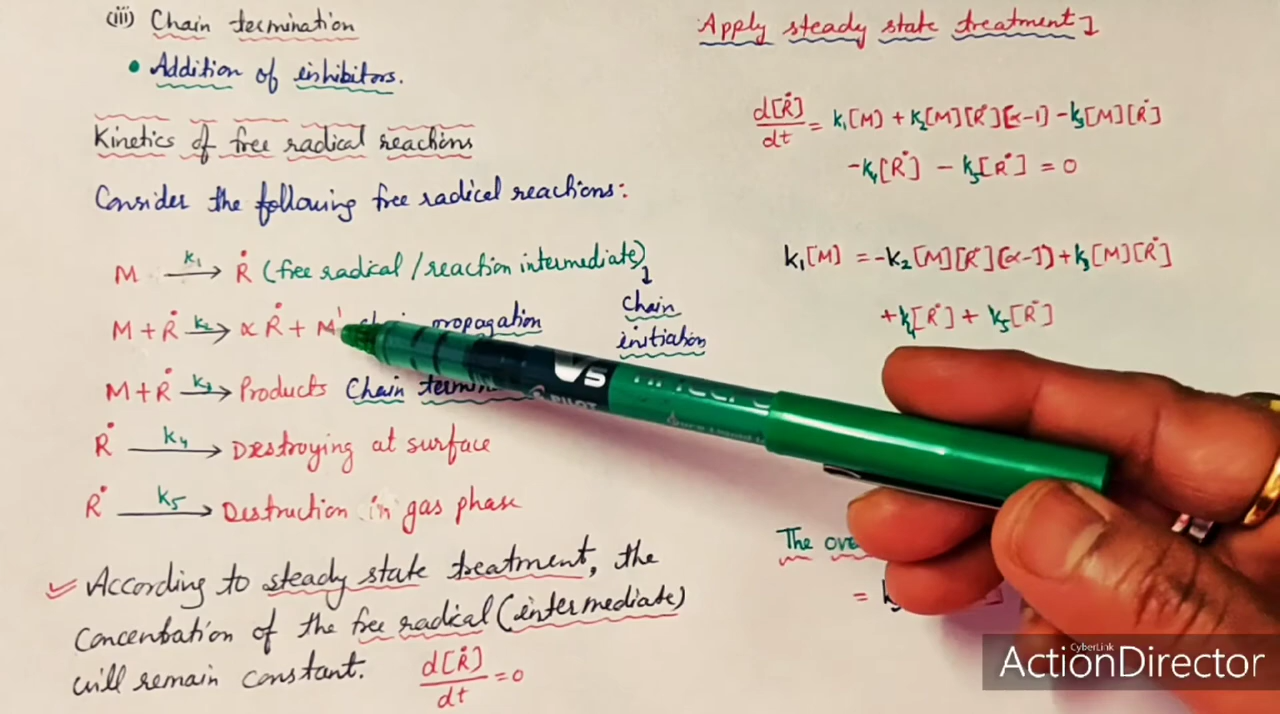 (iii) Chain termination
• Addition of inhibitors.
Kinetics of free radical reactions
Consider the following free radical reactions:
M —k₁→ Ṙ (free radical / reaction intermediate)
Chain
initiation
M + Ṙ —k₂→ ∝ Ṙ + M' propagation
M + Ṙ —k₃→ Products Chain
R• —k₄→ Destroying at surface
R• —k₅→ Destruction in gas phase
✓ According to steady state treatment, the
concentration of the free radical (intermediate)
will remain constant. d[Ṙ]/dt = 0
Apply steady state treatment
d[Ṙ]/dt = k₁[M] + k₂[M][R•](∝-1) - k₃[M][R•]
- k₄[R•] - k₅[R•] = 0
k₁[M] = -k₂[M][R•](∝-1) + k₃[M][R•]
+ k₄[R•] + k₅[R•]
The
=
V5
PILOT
CyberLink
ActionDirector